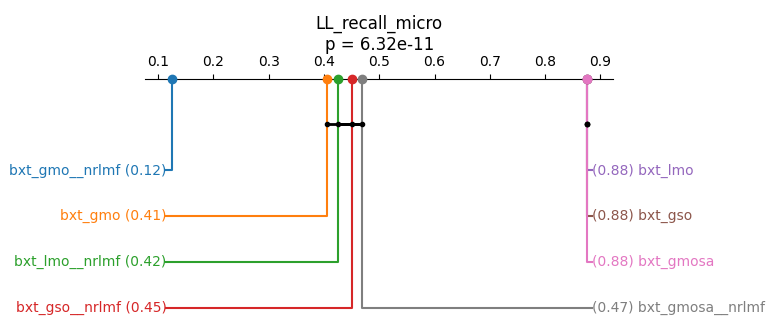 LL_recall_micro
p = 6.32e-11
0.1 0.2 0.3 0.4 0.5 0.6 0.7 0.8 0.9
bxt_gmo__nrlmf (0.12) (0.88) bxt_lmo
bxt_gmo (0.41) (0.88) bxt_gso
bxt_lmo__nrlmf (0.42) (0.88) bxt_gmosa
bxt_gso__nrlmf (0.45) (0.47) bxt_gmosa__nrlmf